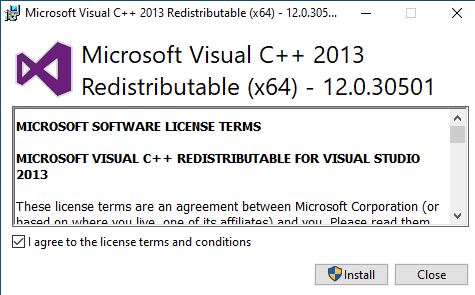 Microsoft Visual C++ 2013 Redistributable (x64) - 12.0.305...
Microsoft Visual C++ 2013
Redistributable (x64) - 12.0.30501
MICROSOFT SOFTWARE LICENSE TERMS
MICROSOFT VISUAL C++ REDISTRIBUTABLE FOR VISUAL STUDIO
2013
These license terms are an agreement between Microsoft Corporation (or
based on where you live, one of its affiliates) and you. Please read them
I agree to the license terms and conditions
Install
Close